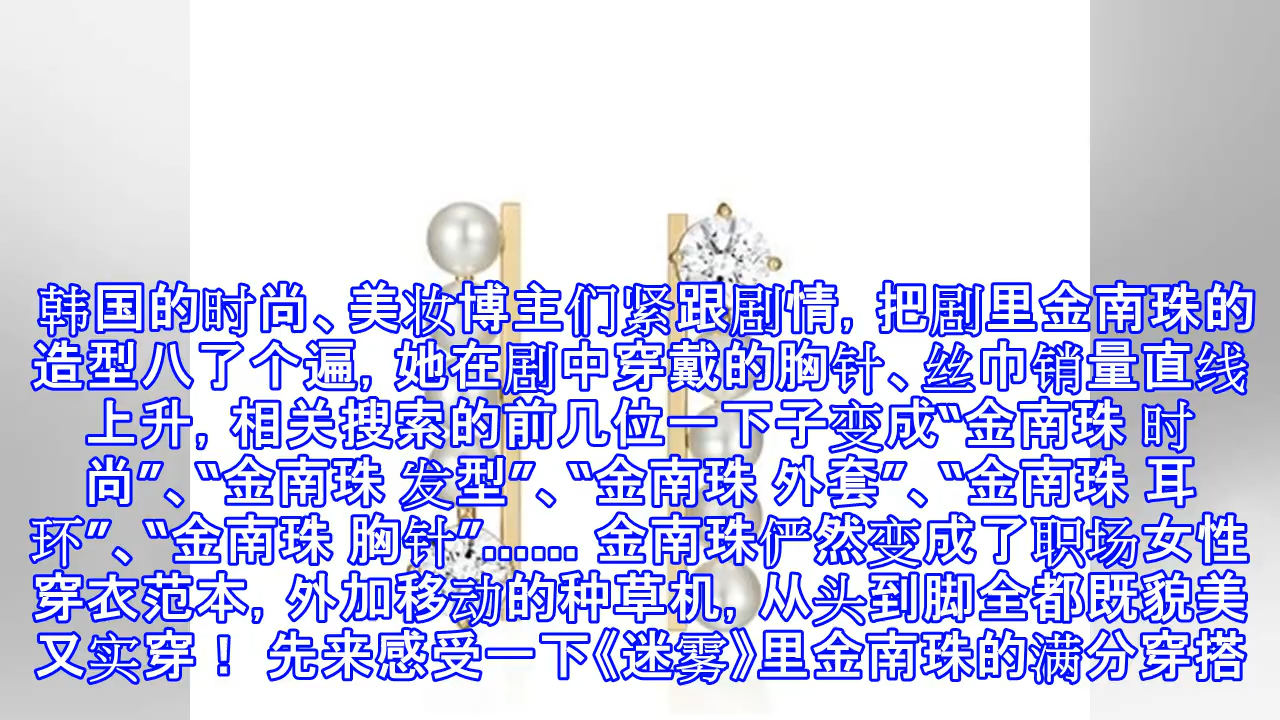 韩国的时尚、美妆博主们紧跟剧情, 把剧里金南珠的
造型八了个遍, 她在剧中穿戴的胸针、丝巾销量直线
上升, 相关搜索的前几位一下子变成“金南珠 时
尚”、“金南珠 发型”、“金南珠 外套”、“金南珠 耳
环”、“金南珠 胸针”...... 金南珠俨然变成了职场女性
穿衣范本, 外加移动的种草机, 从头到脚全都既貌美
又实穿！ 先来感受一下《迷雾》里金南珠的满分穿搭